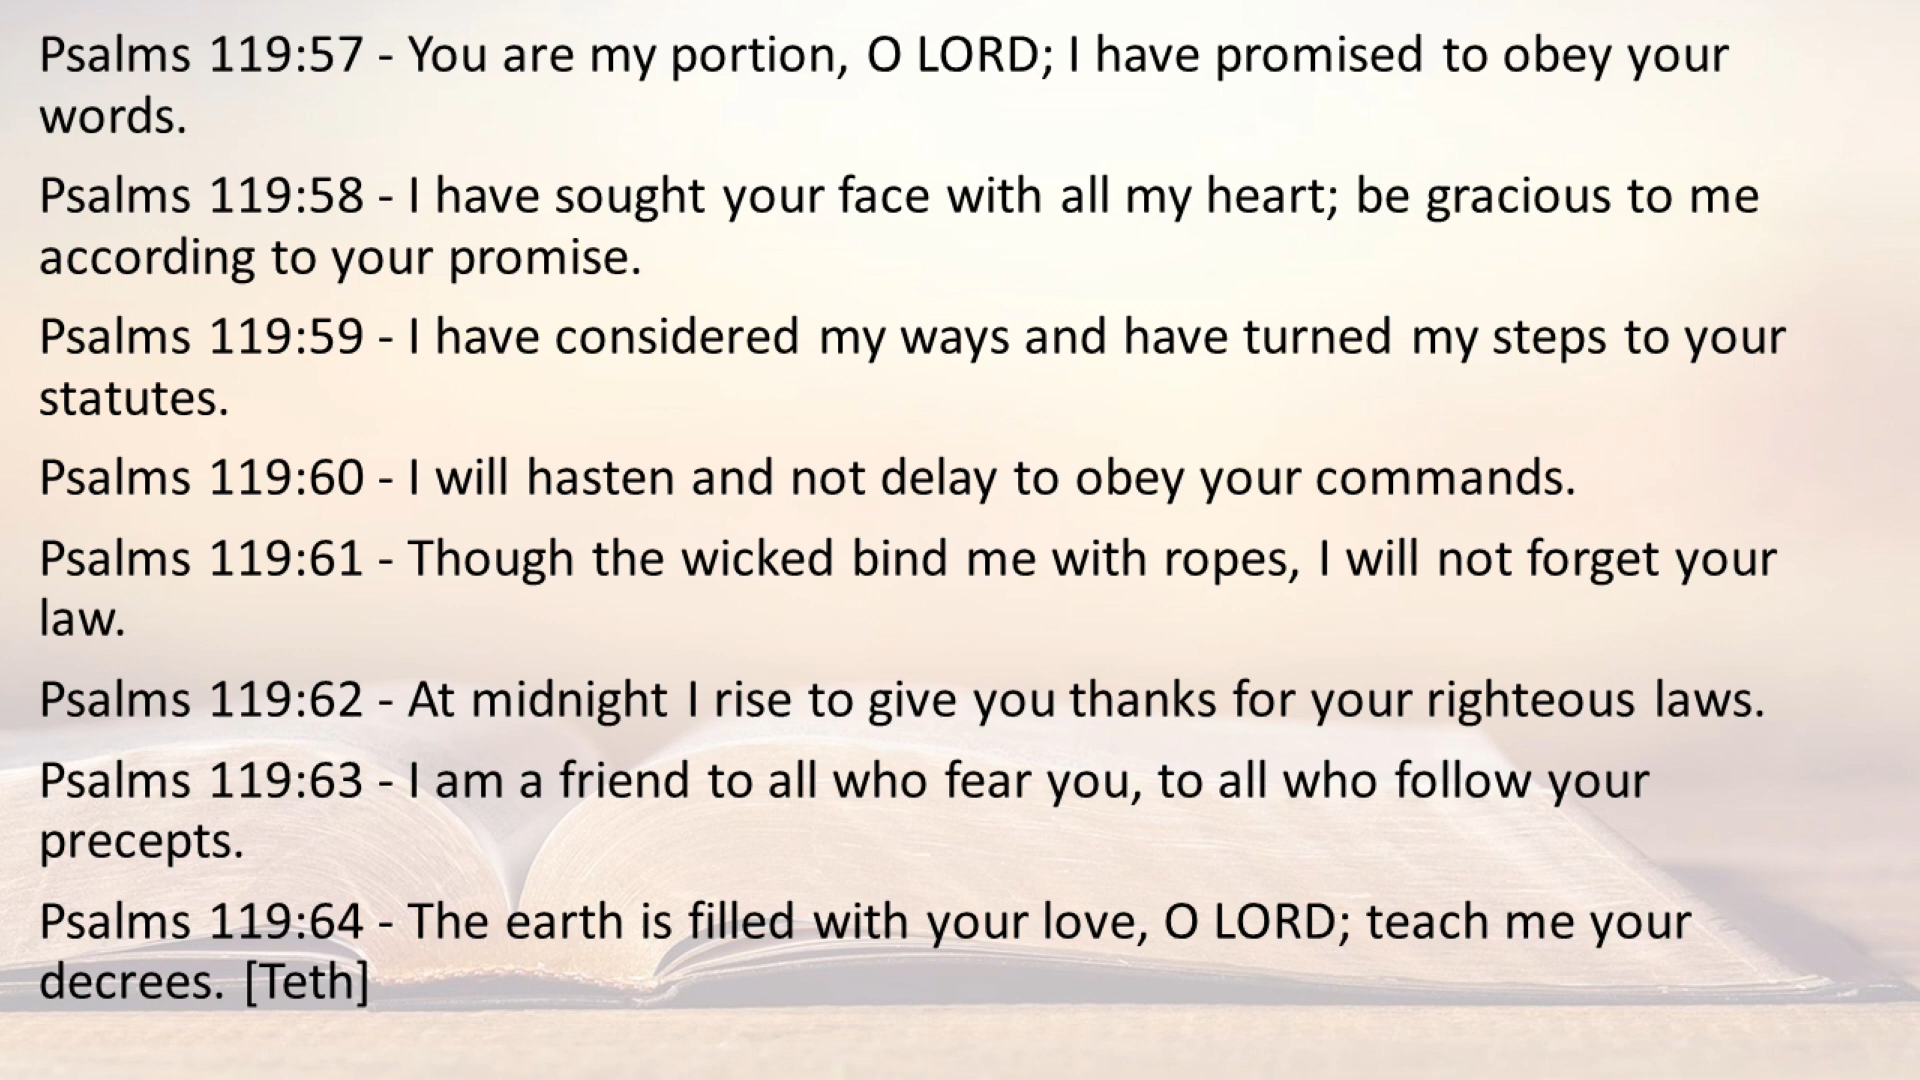 Psalms 119:57 - You are my portion, O LORD; I have promised to obey your
words.
Psalms 119:58 - I have sought your face with all my heart; be gracious to me
according to your promise.
Psalms 119:59 - I have considered my ways and have turned my steps to your
statutes.
Psalms 119:60 - I will hasten and not delay to obey your commands.
Psalms 119:61 - Though the wicked bind me with ropes, I will not forget your
law.
Psalms 119:62 - At midnight I rise to give you thanks for your righteous laws.
Psalms 119:63 - I am a friend to all who fear you, to all who follow your
precepts.
Psalms 119:64 - The earth is filled with your love, O LORD; teach me your
decrees. [Teth]